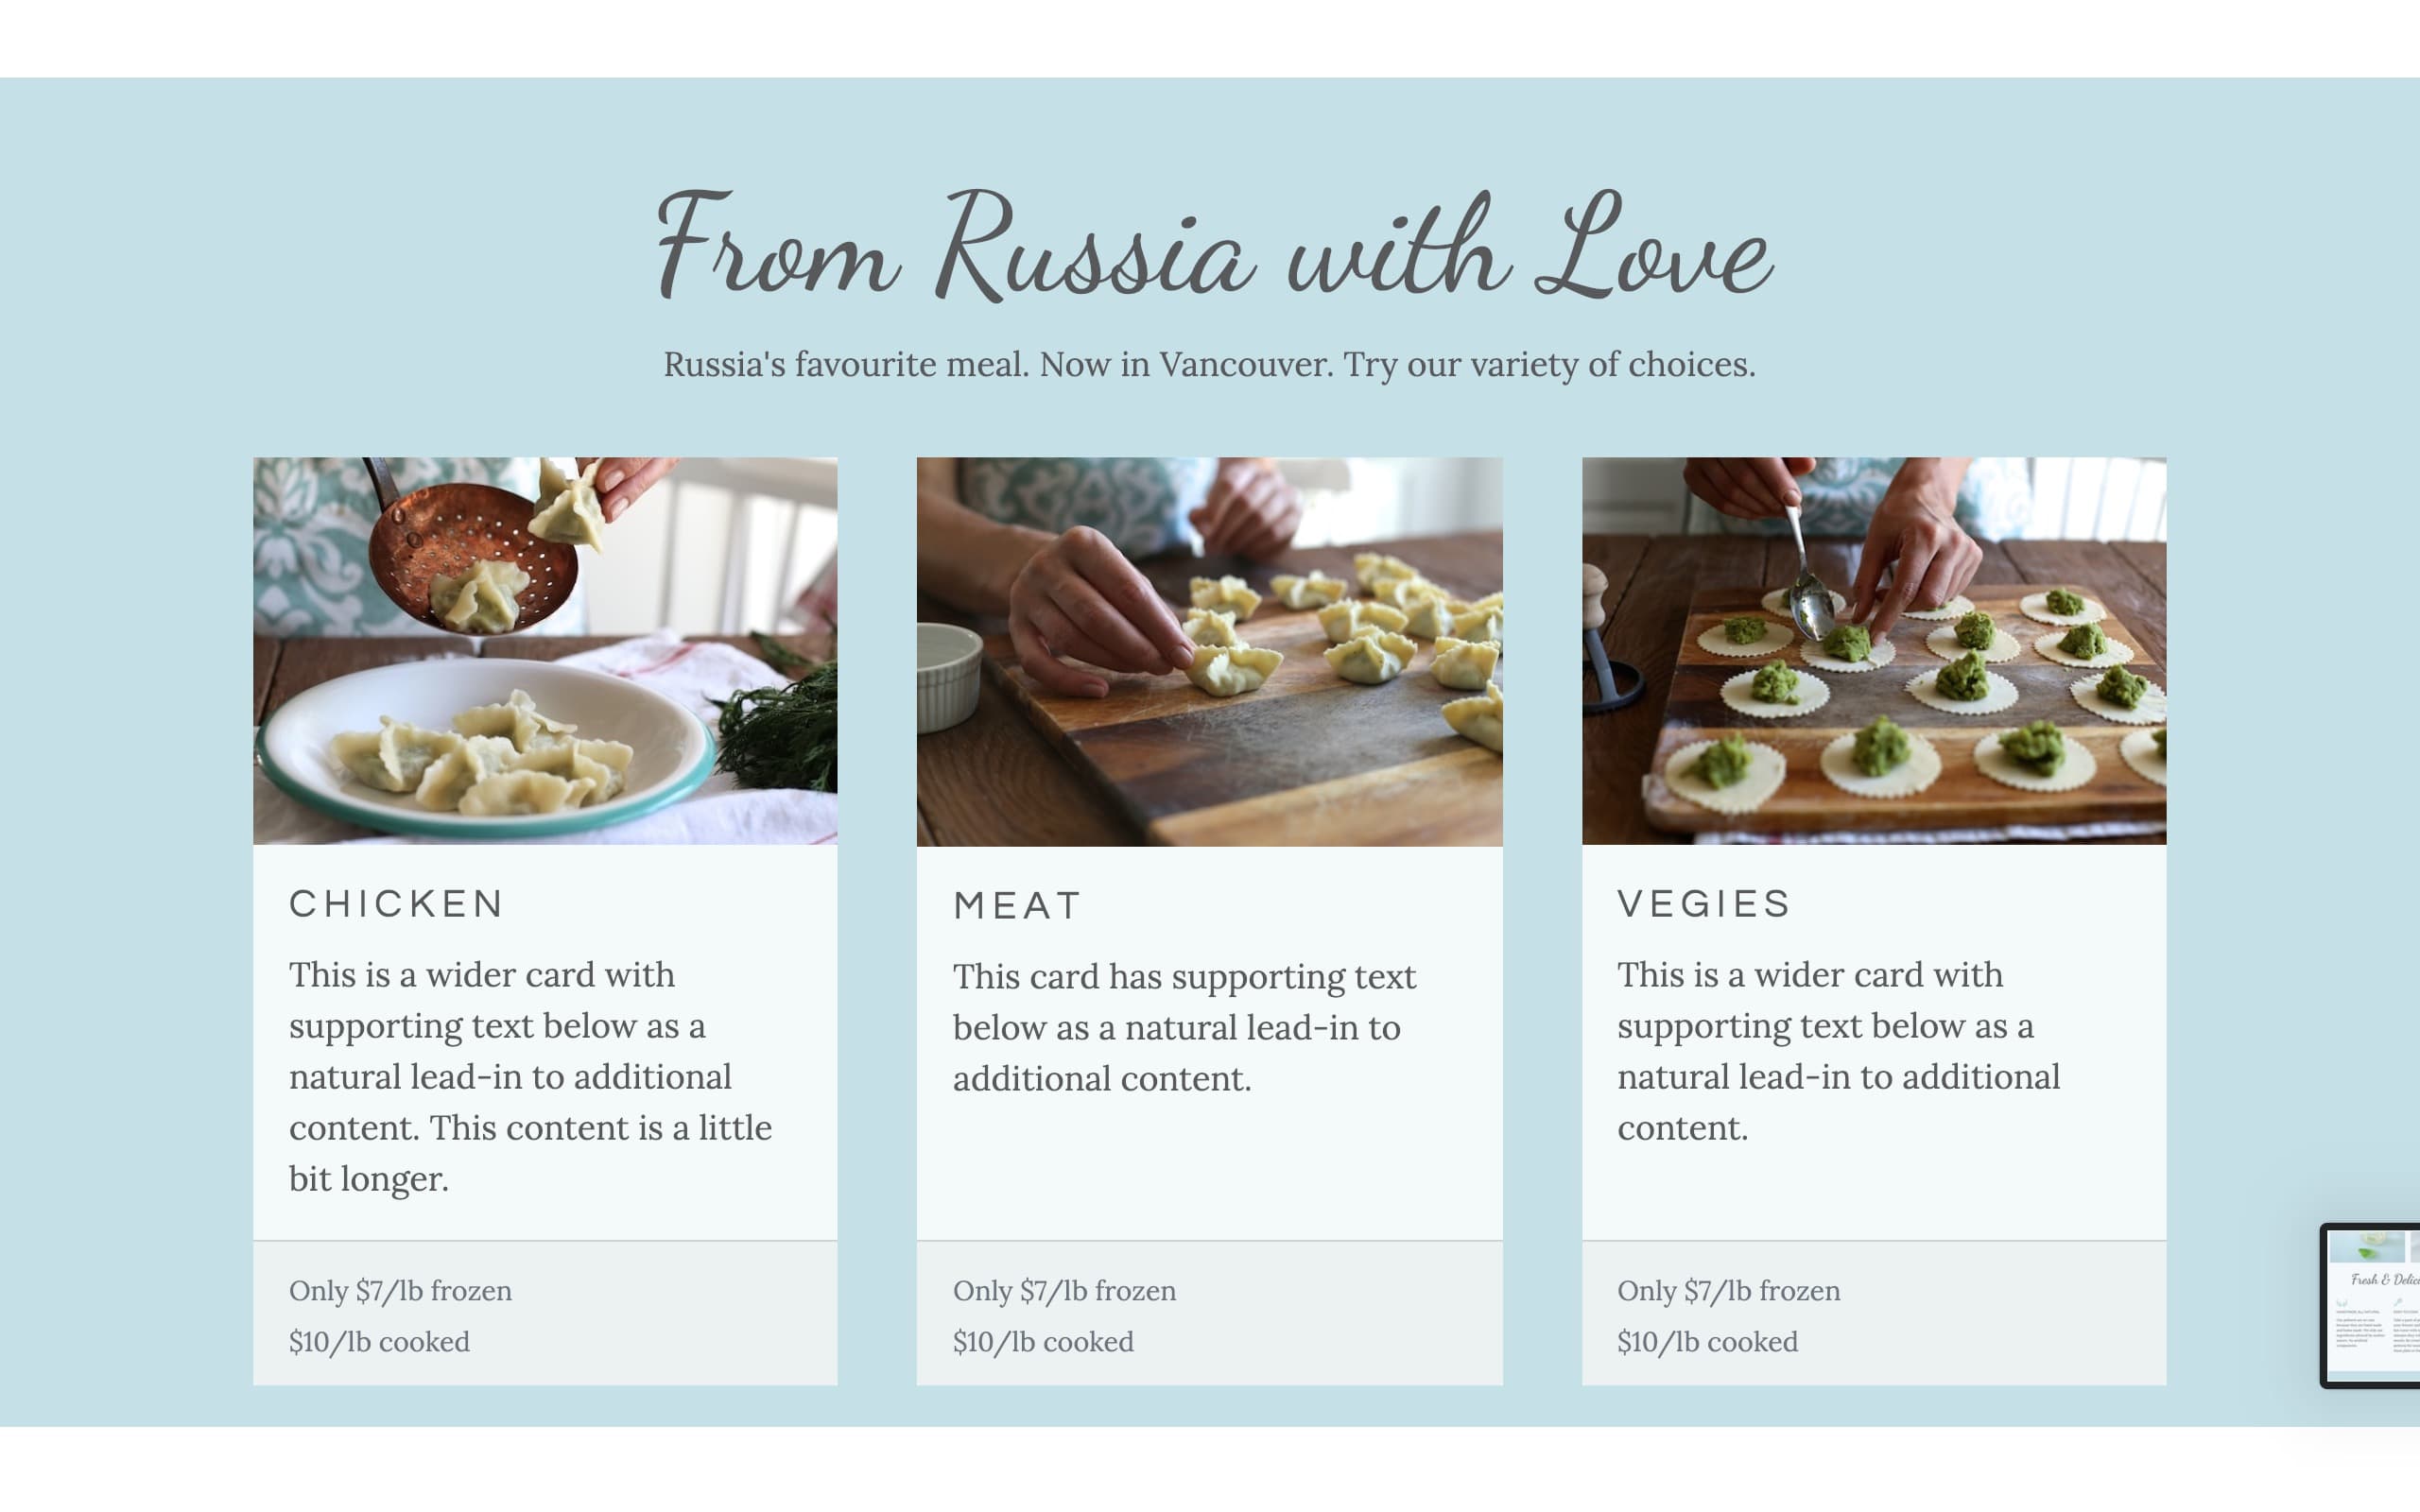 From Russia with Love
Russia's favourite meal. Now in Vancouver. Try our variety of choices.
CHICKEN
This is a wider card with
supporting text below as a
natural lead-in to additional
content. This content is a little
bit longer.
Only $7/lb frozen
$10/lb cooked
MEAT
This card has supporting text
below as a natural lead-in to
additional content.
Only $7/lb frozen
$10/lb cooked
VEGIES
This is a wider card with
supporting text below as a
natural lead-in to additional
content.
Only $7/lb frozen
$10/lb cooked
Fresh &